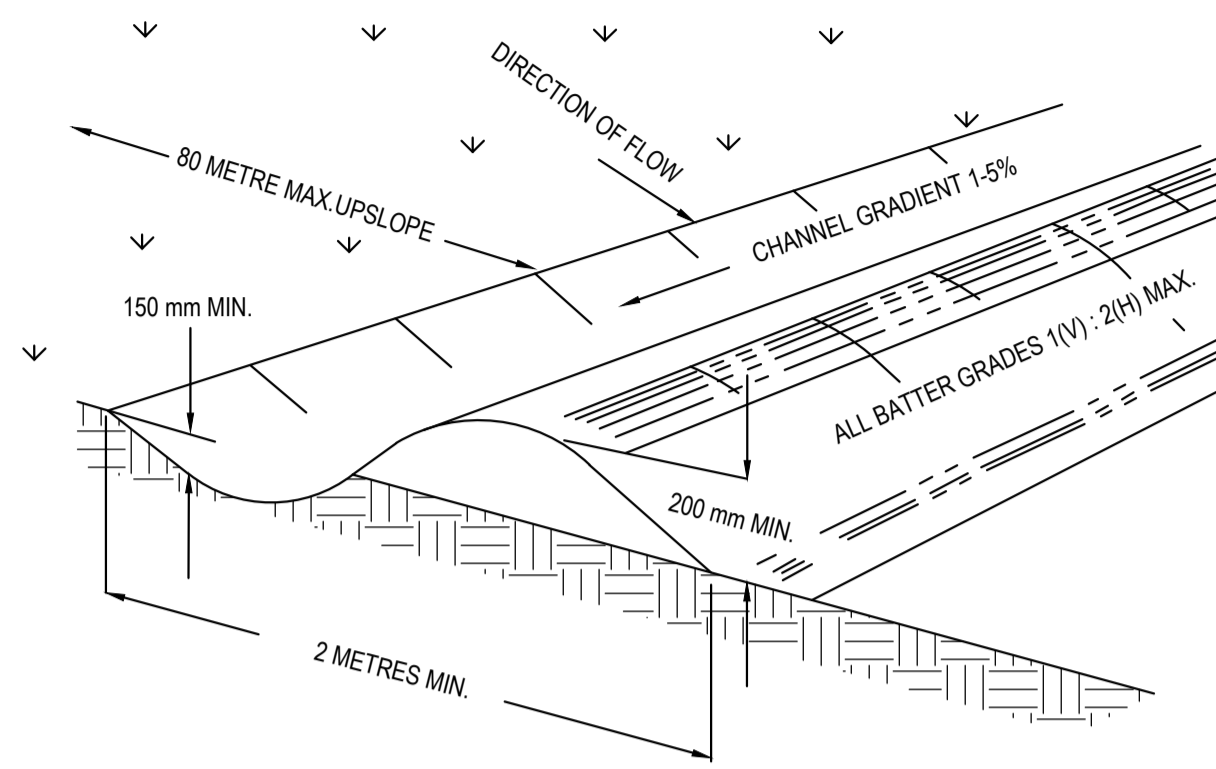 DIRECTION OF FLOW
80 METRE MAX.UPSLOPE
CHANNEL GRADIENT 1-5%
150 mm MIN.
ALL BATTER GRADES 1(V) : 2(H) MAX.
200 mm MIN.
2 METRES MIN.